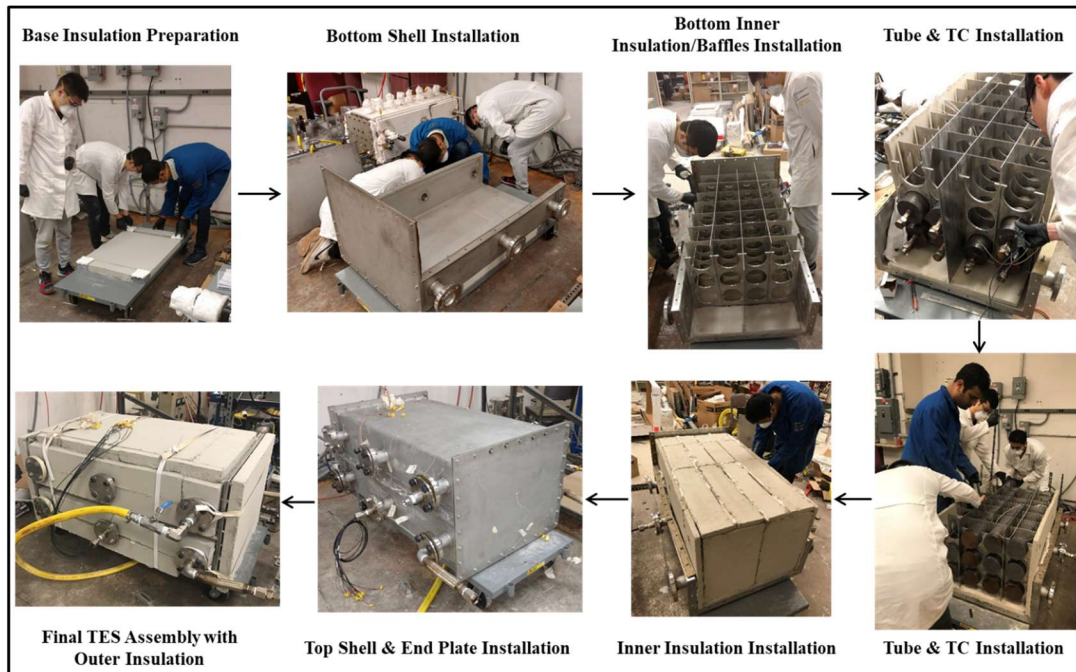 Base Insulation Preparation
Bottom Shell Installation
Bottom Inner
Insulation/Baffles Installation
Tube & TC Installation
Final TES Assembly with
Outer Insulation
Top Shell & End Plate Installation
Inner Insulation Installation
Tube & TC Installation